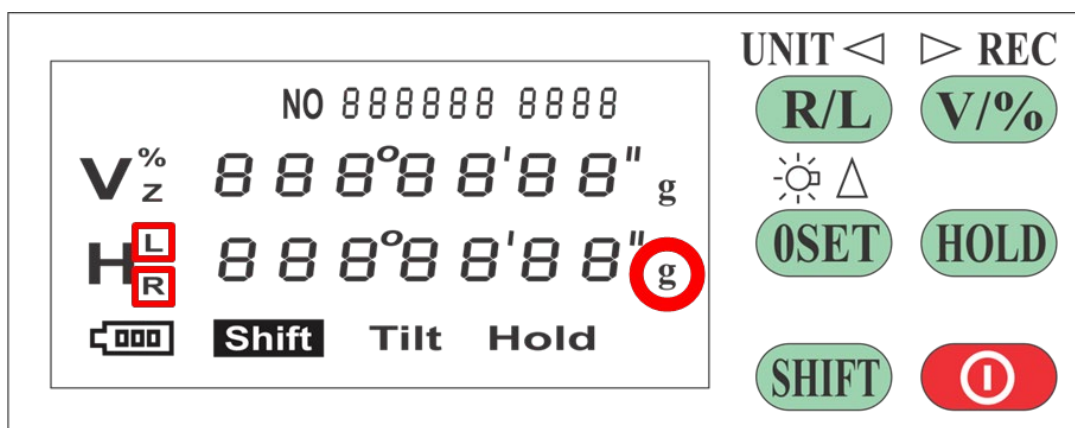 UNIT ◁ ▷ REC
R/L V/%
NO 888888 8888
V % Z 888°88'88" g
0SET HOLD
H L R 888°88'88" g
Shift Tilt Hold
SHIFT